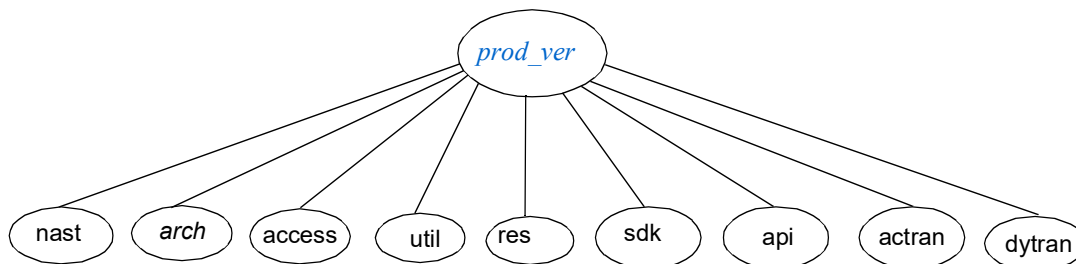 prod_ver
nast
arch
access
util
res
sdk
api
actran
dytran